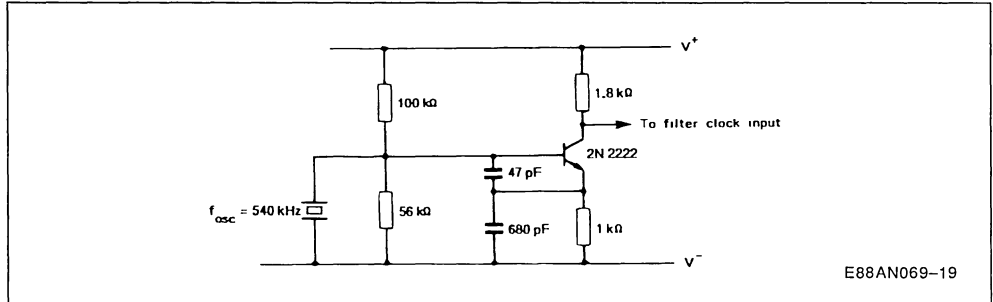 V+
100 kΩ
1.8 kΩ
To filter clock input
2N 2222
47 pF
fosc = 540 kHz
56 kΩ
680 pF
1 kΩ
V−
E88AN069–19